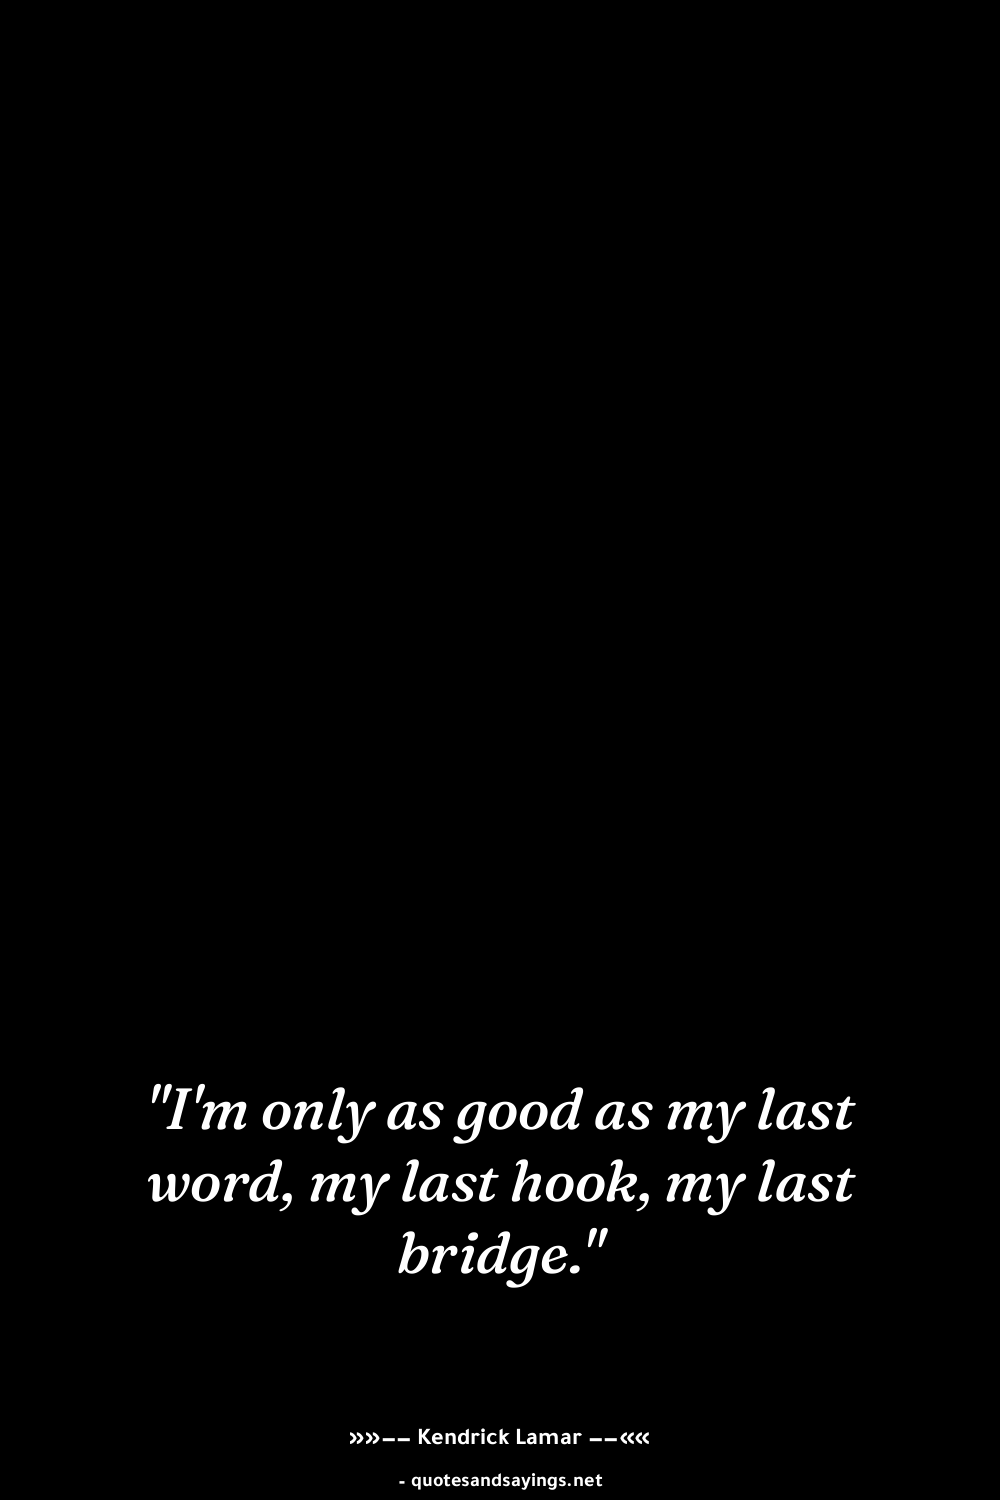 "I'm only as good as my last
word, my last hook, my last
bridge."
»»−− Kendrick Lamar −−««
- quotesandsayings.net